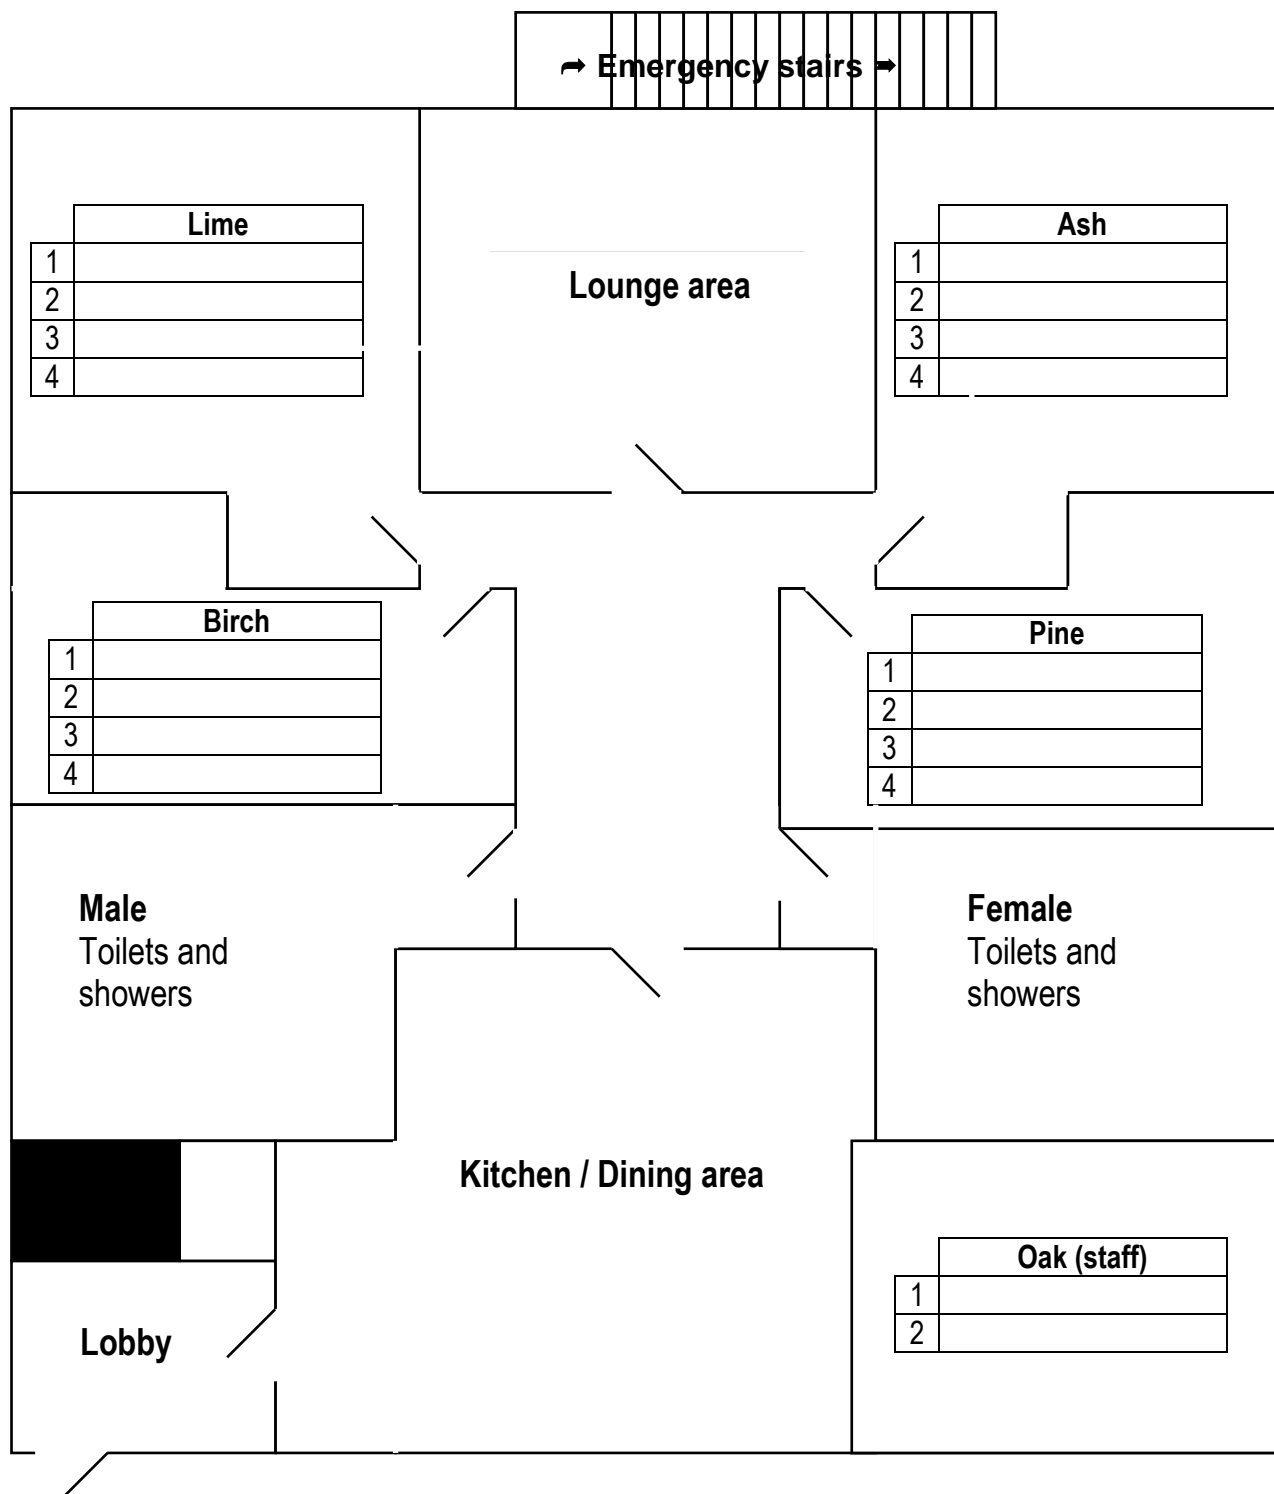 ➦ Emergency stairs ➨
Lime
1
2
3
4
Lounge area
Ash
1
2
3
4
Birch
1
2
3
4
Pine
1
2
3
4
Male
Toilets and
showers
Female
Toilets and
showers
Kitchen / Dining area
Oak (staff)
1
2
Lobby